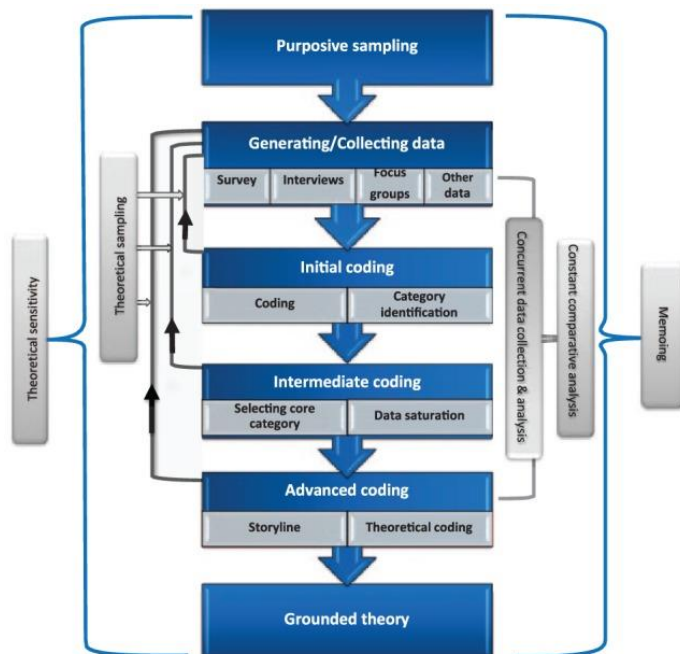 Purposive sampling
Generating/Collecting data
Survey
Interviews
Focus
groups
Other
data
Initial coding
Coding
Category
identification
Intermediate coding
Selecting core
category
Data saturation
Advanced coding
Storyline
Theoretical coding
Grounded theory
Theoretical sensitivity
Theoretical sampling
Concurrent data collection & analysis
Constant comparative analysis
Memoing